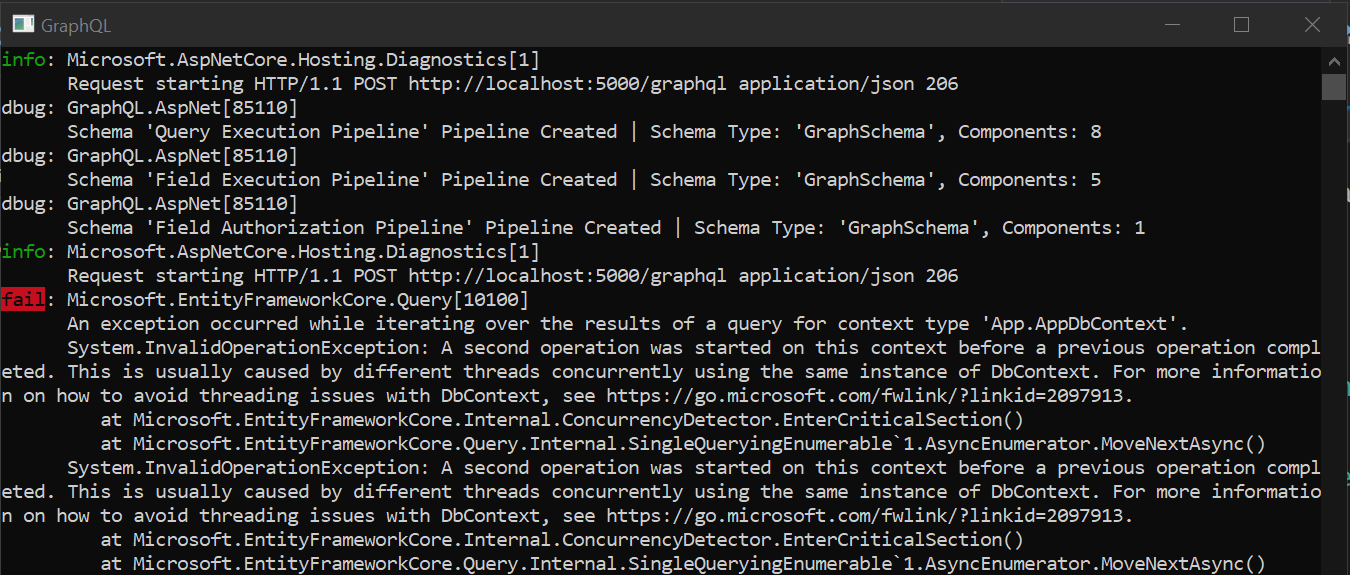 GraphQL
info: Microsoft.AspNetCore.Hosting.Diagnostics[1]
Request starting HTTP/1.1 POST http://localhost:5000/graphql application/json 206
dbug: GraphQL.AspNet[85110]
Schema 'Query Execution Pipeline' Pipeline Created | Schema Type: 'GraphSchema', Components: 8
dbug: GraphQL.AspNet[85110]
Schema 'Field Execution Pipeline' Pipeline Created | Schema Type: 'GraphSchema', Components: 5
dbug: GraphQL.AspNet[85110]
Schema 'Field Authorization Pipeline' Pipeline Created | Schema Type: 'GraphSchema', Components: 1
info: Microsoft.AspNetCore.Hosting.Diagnostics[1]
Request starting HTTP/1.1 POST http://localhost:5000/graphql application/json 206
fail: Microsoft.EntityFrameworkCore.Query[10100]
An exception occurred while iterating over the results of a query for context type 'App.AppDbContext'.
System.InvalidOperationException: A second operation was started on this context before a previous operation compl
eted. This is usually caused by different threads concurrently using the same instance of DbContext. For more informatio
n on how to avoid threading issues with DbContext, see https://go.microsoft.com/fwlink/?linkid=2097913.
at Microsoft.EntityFrameworkCore.Internal.ConcurrencyDetector.EnterCriticalSection()
at Microsoft.EntityFrameworkCore.Query.Internal.SingleQueryingEnumerable`1.AsyncEnumerator.MoveNextAsync()
System.InvalidOperationException: A second operation was started on this context before a previous operation compl
eted. This is usually caused by different threads concurrently using the same instance of DbContext. For more informatio
n on how to avoid threading issues with DbContext, see https://go.microsoft.com/fwlink/?linkid=2097913.
at Microsoft.EntityFrameworkCore.Internal.ConcurrencyDetector.EnterCriticalSection()
at Microsoft.EntityFrameworkCore.Query.Internal.SingleQueryingEnumerable`1.AsyncEnumerator.MoveNextAsync()